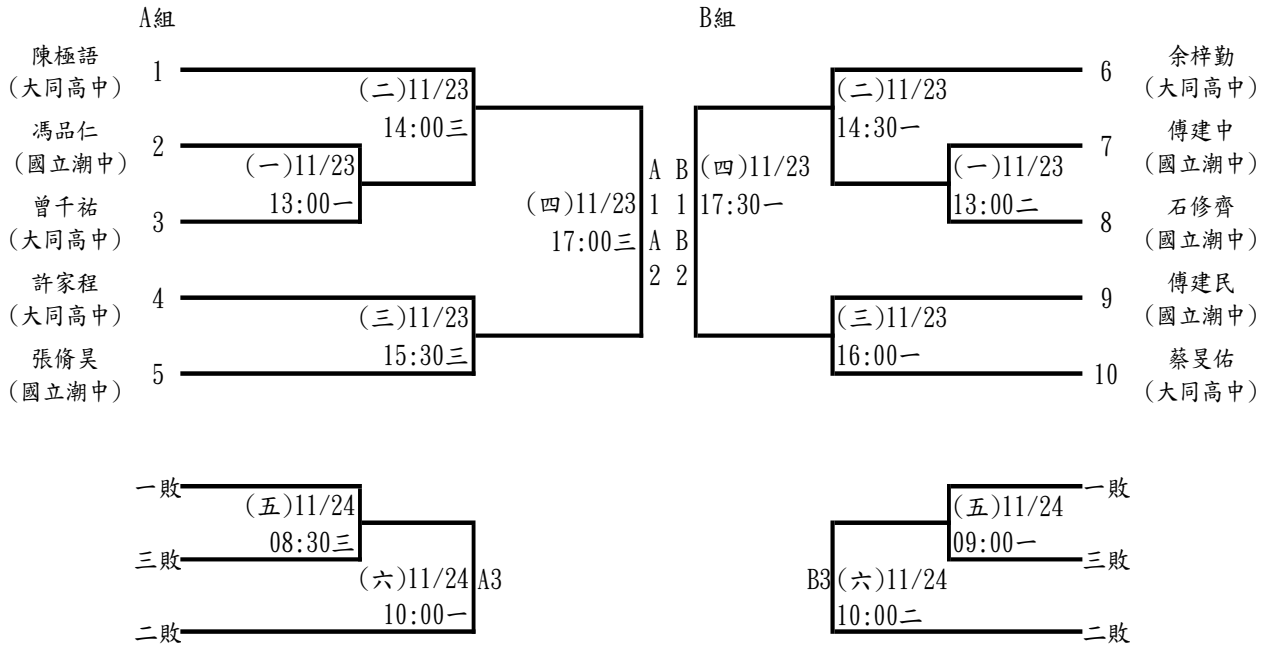 A組
陳極語
(大同高中)
1
(二)11/23
14:00三
馮品仁
(國立潮中)
2
(一)11/23
13:00一
曾千祐
(大同高中)
3
(四)11/23
17:00三
許家程
(大同高中)
4
(三)11/23
15:30三
張脩昊
(國立潮中)
5
A B
1 1
A B
2 2
B組
余梓勤
(大同高中)
6
(二)11/23
14:30一
傅建中
(國立潮中)
7
(一)11/23
13:00二
石修齊
(國立潮中)
8
(四)11/23
17:30一
傅建民
(國立潮中)
9
(三)11/23
16:00一
蔡旻佑
(大同高中)
10
一敗
(五)11/24
08:30三
三敗
(六)11/24
10:00一
A3
二敗
一敗
(五)11/24
09:00一
三敗
B3
(六)11/24
10:00二
二敗